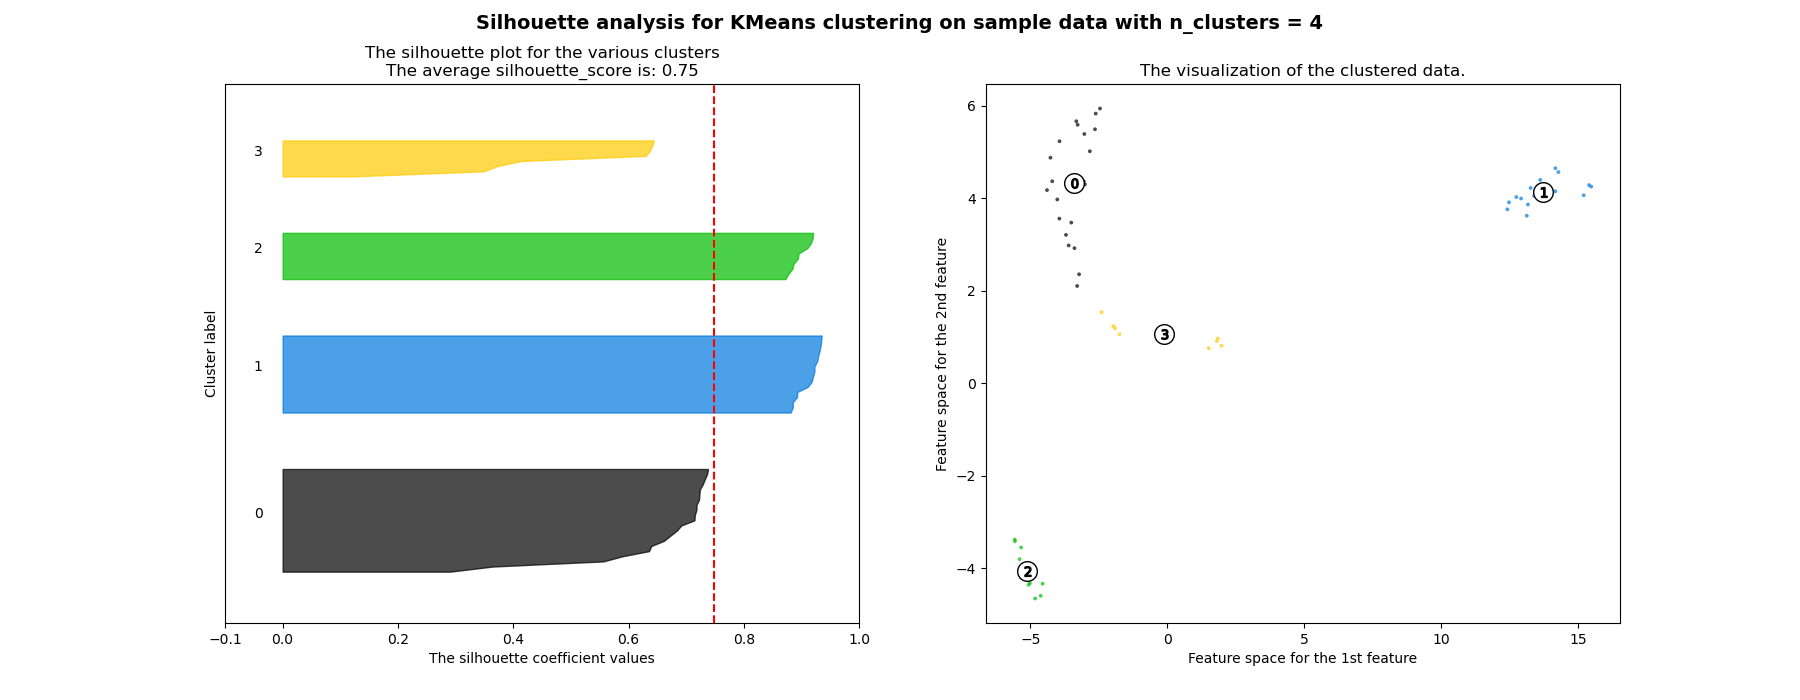 Silhouette analysis for KMeans clustering on sample data with n_clusters = 4
The silhouette plot for the various clusters
The average silhouette_score is: 0.75
3
2
1
0
Cluster label
−0.1 0.0 0.2 0.4 0.6 0.8 1.0
The silhouette coefficient values
The visualization of the clustered data.
6
4
2
0
−2
−4
Feature space for the 2nd feature
0
1
3
2
−5 0 5 10 15
Feature space for the 1st feature